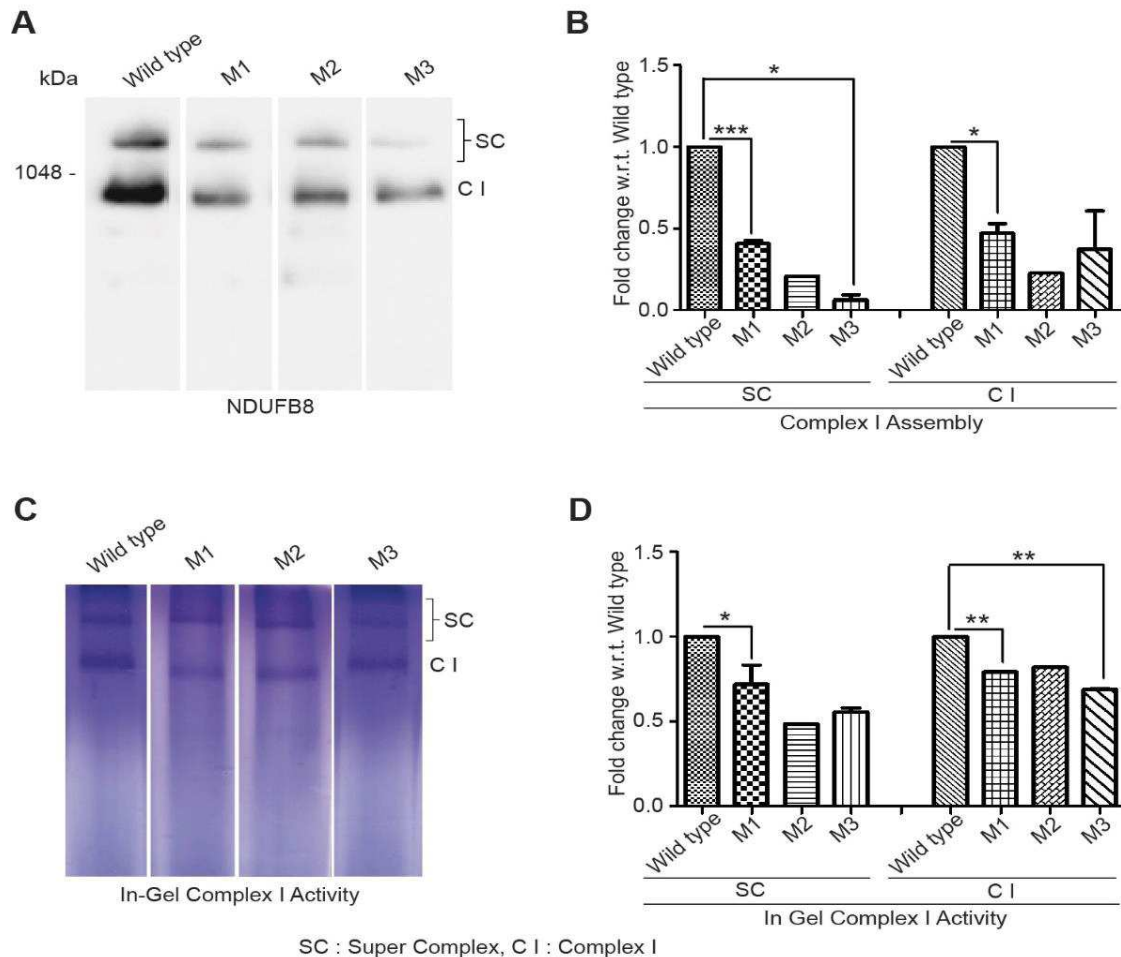 A
kDa
Wild type
M1
M2
M3
SC
1048 -
C I
NDUFB8
B
Fold change w.r.t. Wild type
1.5
1.0
0.5
0.0
*
***
*
Wild type
M1
M2
M3
Wild type
M1
M2
M3
SC
C I
Complex I Assembly
C
Wild type
M1
M2
M3
SC
C I
In-Gel Complex I Activity
D
Fold change w.r.t. Wild type
1.5
1.0
0.5
0.0
*
**
**
Wild type
M1
M2
M3
Wild type
M1
M2
M3
SC
C I
In Gel Complex I Activity
SC : Super Complex, C I : Complex I